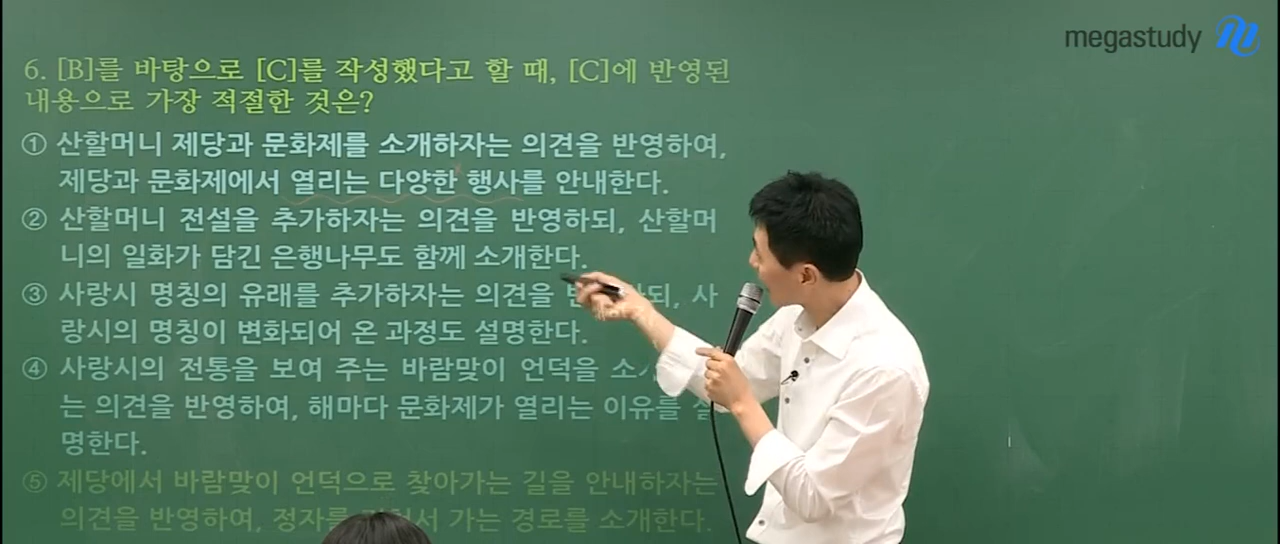 megastudy
6. [B]를 바탕으로 [C]를 작성했다고 할 때, [C]에 반영된
내용으로 가장 적절한 것은?
① 산할머니 제당과 문화제를 소개하자는 의견을 반영하여,
제당과 문화제에서 열리는 다양한 행사를 안내한다.
② 산할머니 전설을 추가하자는 의견을 반영하되, 산할머
니의 일화가 담긴 은행나무도 함께 소개한다.
③ 사랑시 명칭의 유래를 추가하자는 의견을 사
랑시의 명칭이 변화되어 온 과정도 설명한다.
④ 사랑시의 전통을 보여 주는 바람맞이 언덕을
는 의견을 반영하여, 해마다 문화제가 열리는 이유를
명한다.
⑤ 제당에서 바람맞이 언덕으로 찾아가는 길을 안내하자는
의견을 반영하여, 정자를 가는 경로를 소개한다.